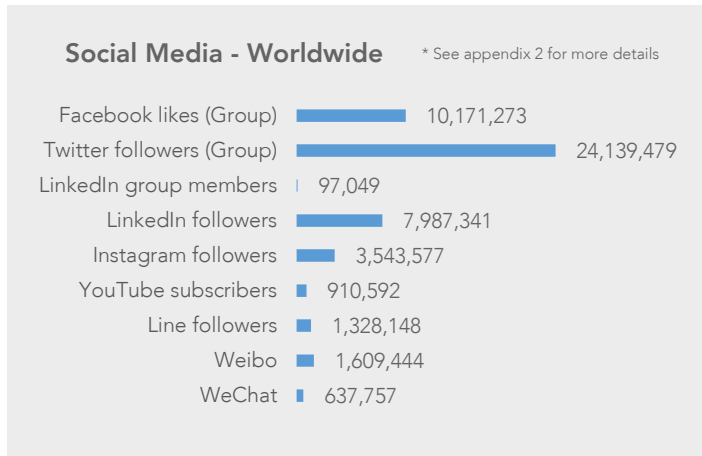 Social Media - Worldwide * See appendix 2 for more details
Facebook likes (Group) 10,171,273
Twitter followers (Group) 24,139,479
LinkedIn group members 97,049
LinkedIn followers 7,987,341
Instagram followers 3,543,577
YouTube subscribers 910,592
Line followers 1,328,148
Weibo 1,609,444
WeChat 637,757